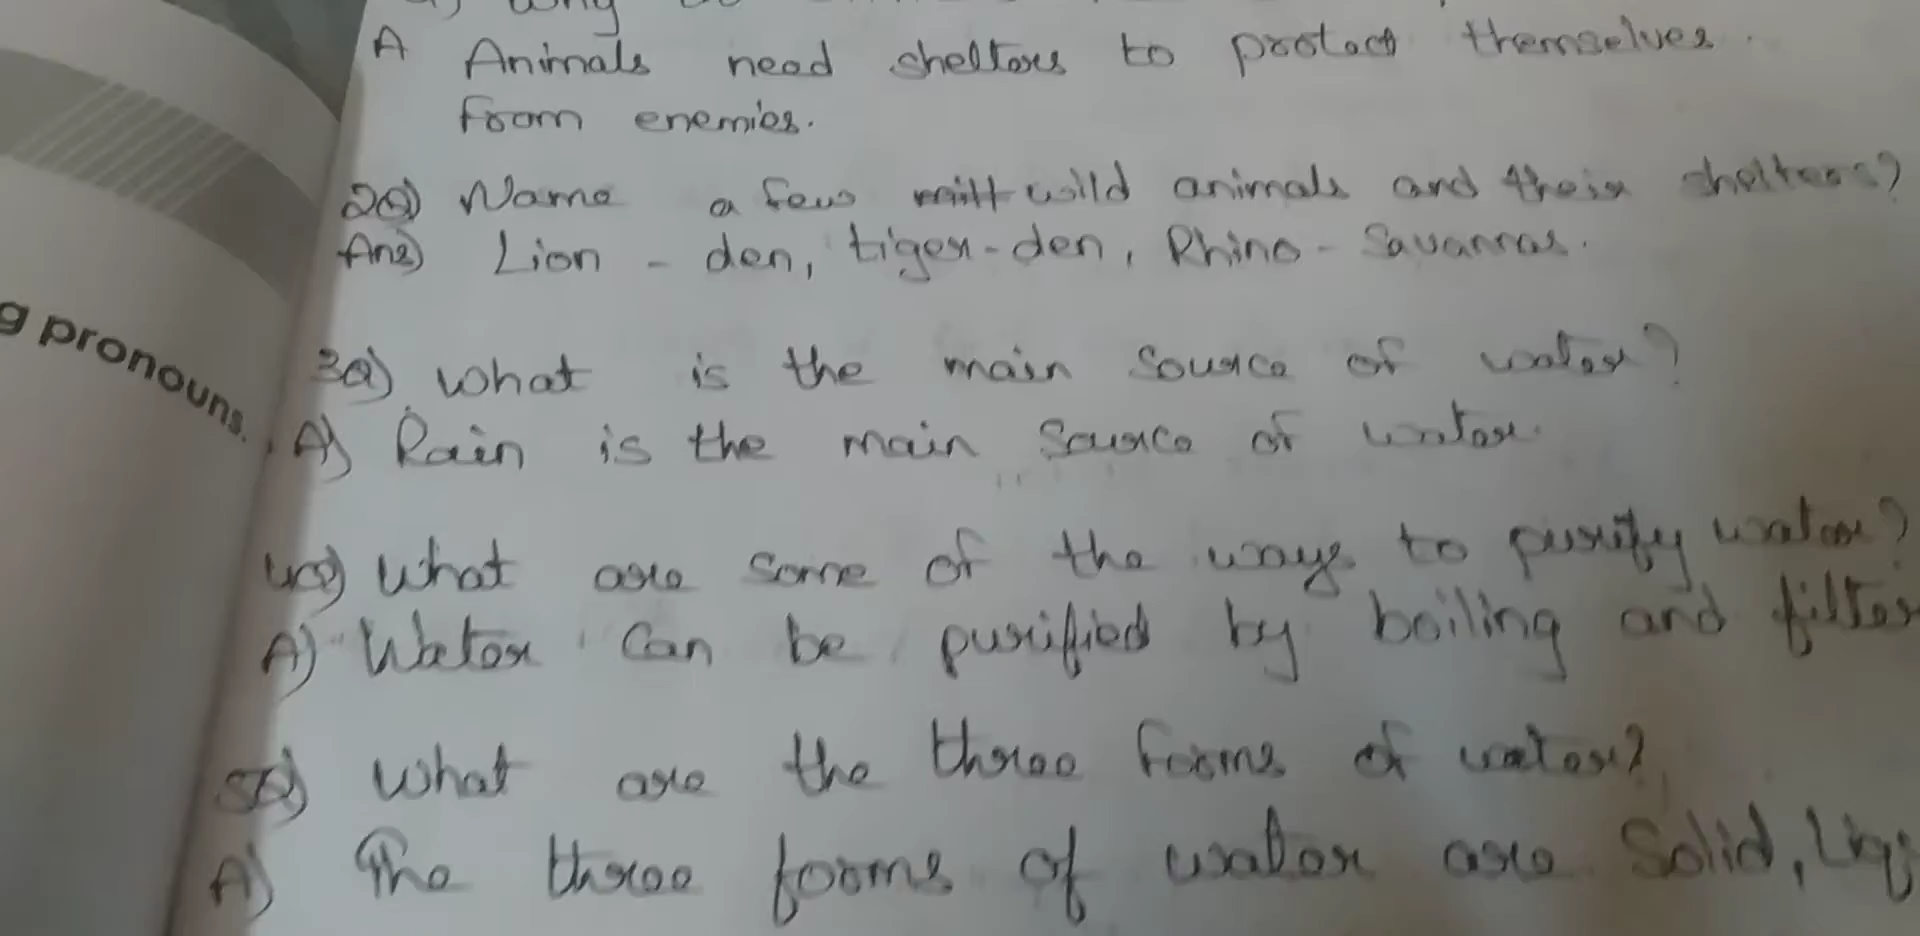 A Animals need shelters to protect themselves.
from enemies.
2Q) Name a few wild animals and their shelters?
Ans) Lion - den, tiger - den, Rhino - Savannas.
g pronouns.
3Q) What is the main source of water?
A) Rain is the main source of water.
4Q) What are some of the ways to purify water?
A) Water can be purified by boiling and filter
5Q) What are the three forms of water?
A) The three forms of water are Solid, Liq